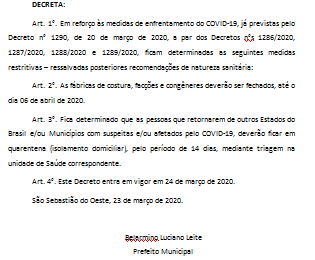 DECRETA:
Art. 1º. Em reforço às medidas de enfrentamento do COVID-19, já previstas pelo
Decreto nº 1290, de 20 de março de 2020, a par dos Decretos nºs 1286/2020,
1287/2020, 1288/2020 e 1289/2020, ficam determinadas as seguintes medidas
restritivas – ressalvadas posteriores recomendações de natureza sanitária:
Art. 2º. As fábricas de costura, facções e congêneres deverão ser fechados, até o
dia 06 de abril de 2020.
Art. 3º. Fica determinado que as pessoas que retornarem de outros Estados do
Brasil e/ou Municípios com suspeitas e/ou afetados pelo COVID-19, deverão ficar em
quarentena (isolamento domiciliar), pelo período de 14 dias, mediante triagem na
unidade de Saúde correspondente.
Art. 4º. Este Decreto entra em vigor em 24 de março de 2020.
São Sebastião do Oeste, 23 de março de 2020.
Belarmino Luciano Leite
Prefeito Municipal